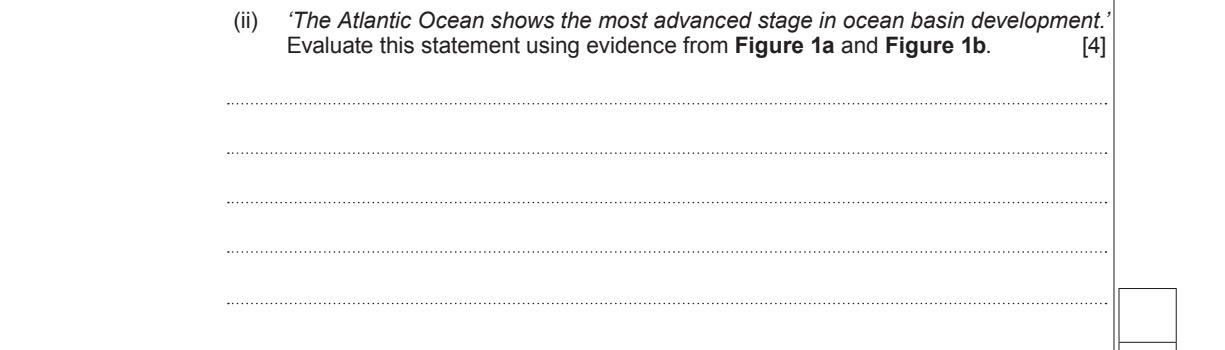 (ii) 'The Atlantic Ocean shows the most advanced stage in ocean basin development.'
Evaluate this statement using evidence from Figure 1a and Figure 1b. [4]